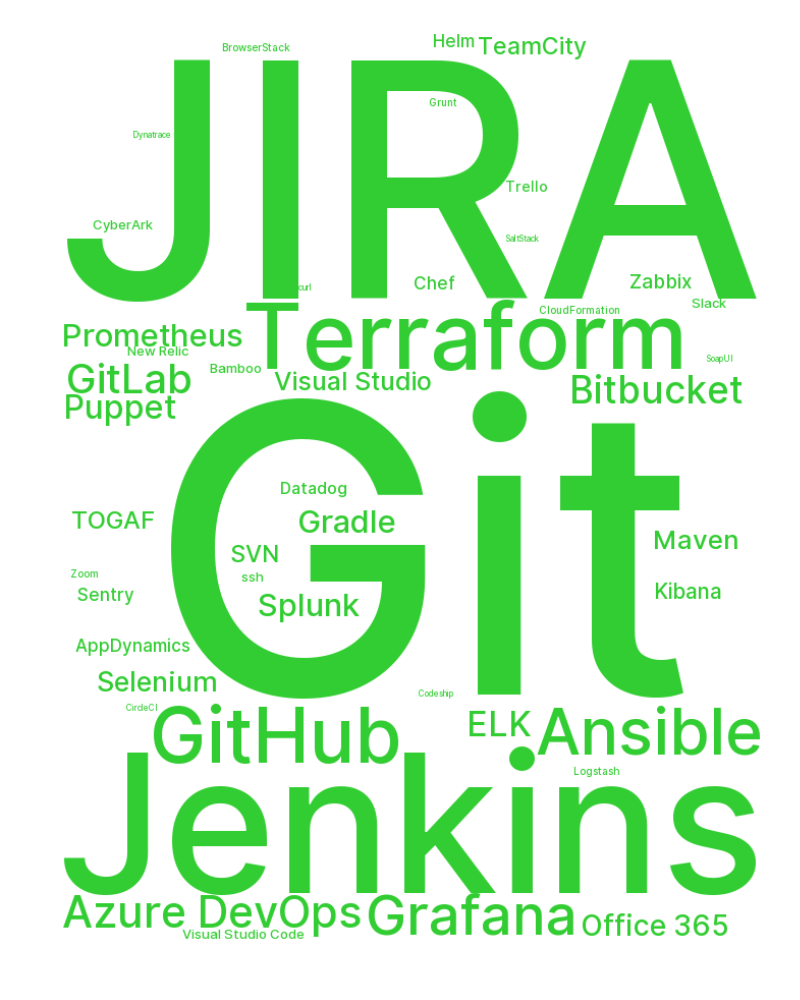 Helm
TeamCity
BrowserStack
JIRA
Grunt
Dynatrace
Trello
CyberArk
SaltStack
Chef
Zabbix
curl
Slack
CloudFormation
Terraform
Prometheus
New Relic
SoapUI
Bamboo
GitLab
Visual Studio
Bitbucket
Puppet
Git
Datadog
TOGAF
Gradle
Maven
SVN
Zoom
ssh
Sentry
Kibana
Splunk
AppDynamics
Selenium
Codeship
CircleCI
GitHub
ELK
Ansible
Logstash
Jenkins
Azure DevOps
Grafana
Office 365
Visual Studio Code